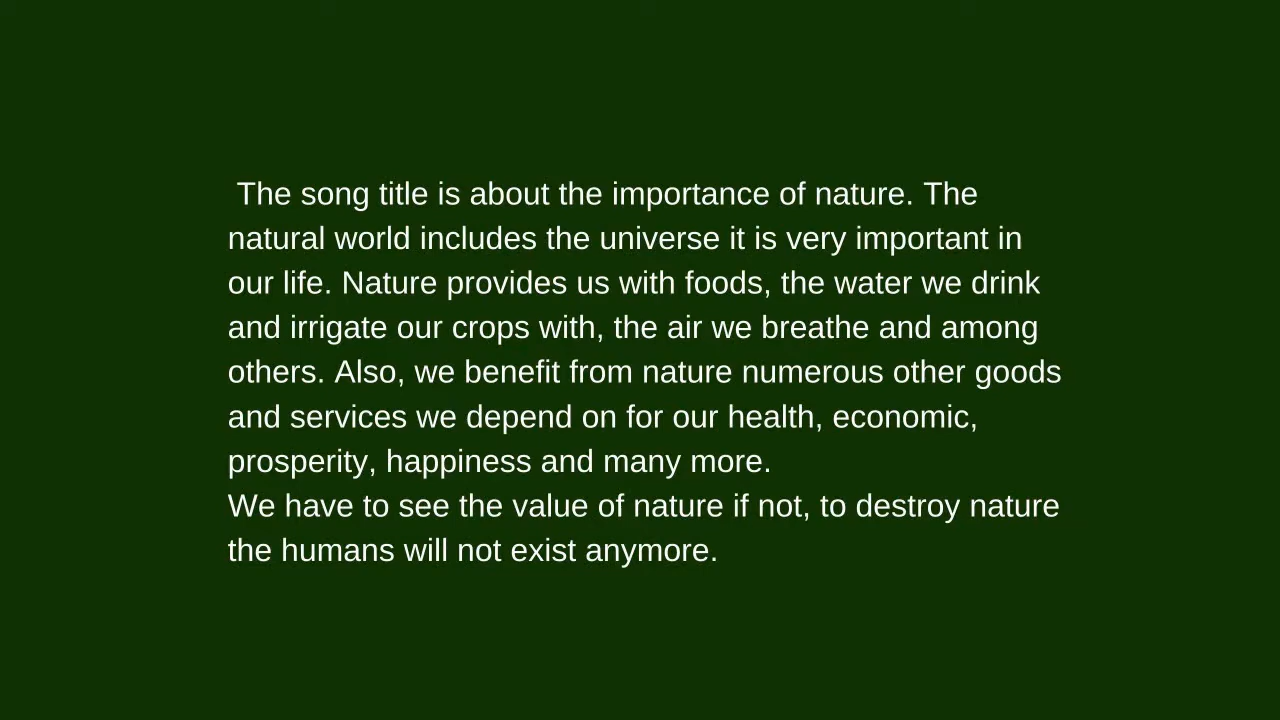 The song title is about the importance of nature. The
natural world includes the universe it is very important in
our life. Nature provides us with foods, the water we drink
and irrigate our crops with, the air we breathe and among
others. Also, we benefit from nature numerous other goods
and services we depend on for our health, economic,
prosperity, happiness and many more.
We have to see the value of nature if not, to destroy nature
the humans will not exist anymore.